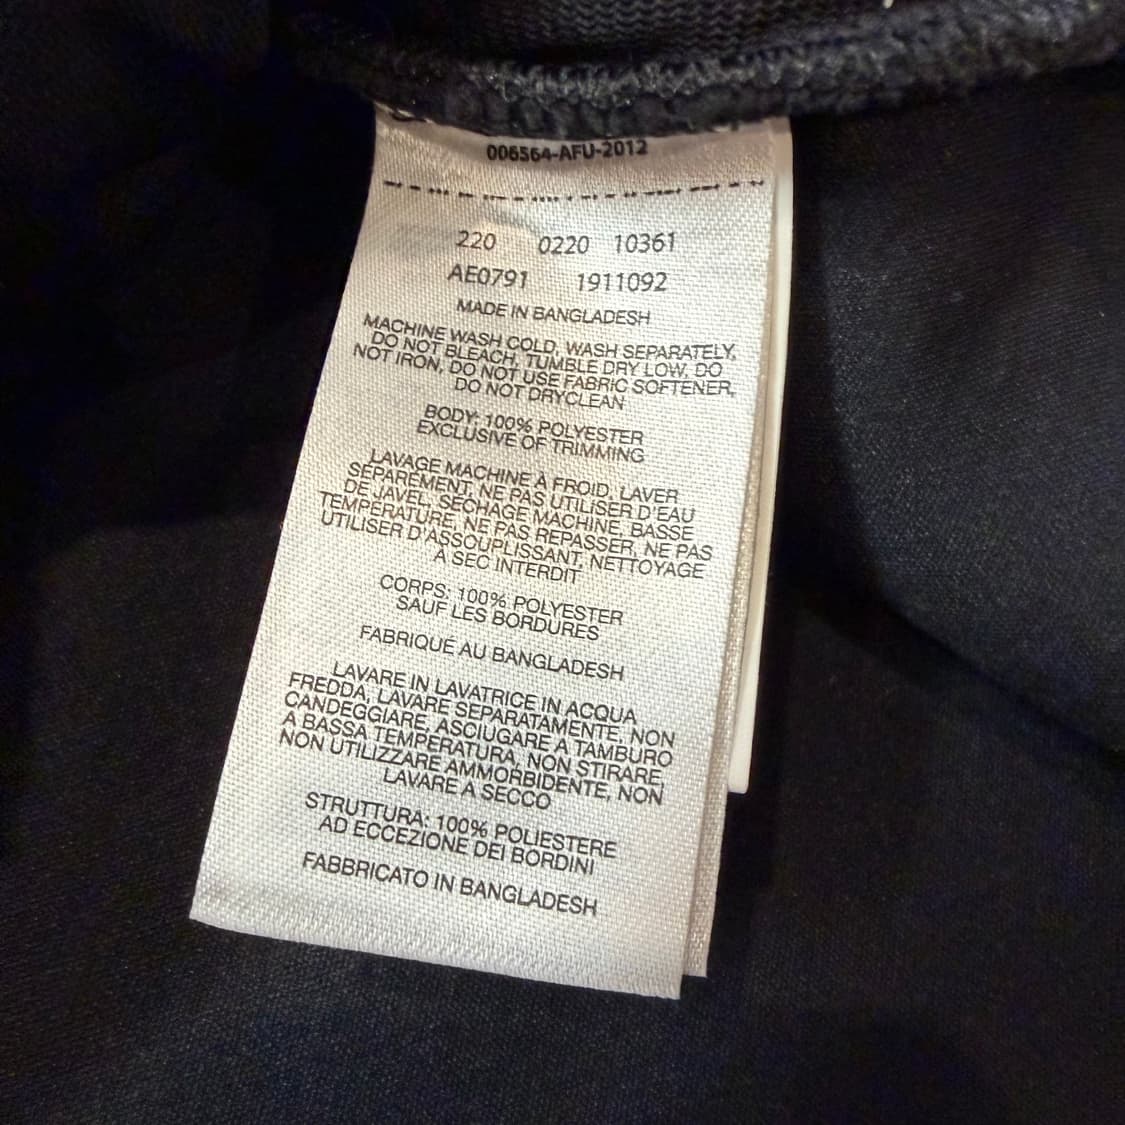 006564-AFU-2012
220 0220 10361
AE0791 1911092
MADE IN BANGLADESH
MACHINE WASH COLD, WASH SEPARATELY,
DO NOT BLEACH, TUMBLE DRY LOW, DO
NOT IRON, DO NOT USE FABRIC SOFTENER,
DO NOT DRYCLEAN
BODY: 100% POLYESTER
EXCLUSIVE OF TRIMMING
LAVAGE MACHINE À FROID, LAVER
SÉPARÉMENT, NE PAS UTILISER D'EAU
DE JAVEL, SÉCHAGE MACHINE, BASSE
TEMPÉRATURE, NE PAS REPASSER, NE PAS
UTILISER D'ASSOUPLISSANT, NETTOYAGE
A SEC INTERDIT
CORPS: 100% POLYESTER
SAUF LES BORDURES
FABRIQUÉ AU BANGLADESH
LAVARE IN LAVATRICE IN ACQUA
FREDDA, LAVARE SEPARATAMENTE, NON
CANDEGGIARE, ASCIUGARE A TAMBURO
A BASSA TEMPERATURA, NON STIRARE,
NON UTILIZZARE AMMORBIDENTE, NON
LAVARE A SECCO
STRUTTURA: 100% POLIESTERE
AD ECCEZIONE DEI BORDINI
FABBRICATO IN BANGLADESH